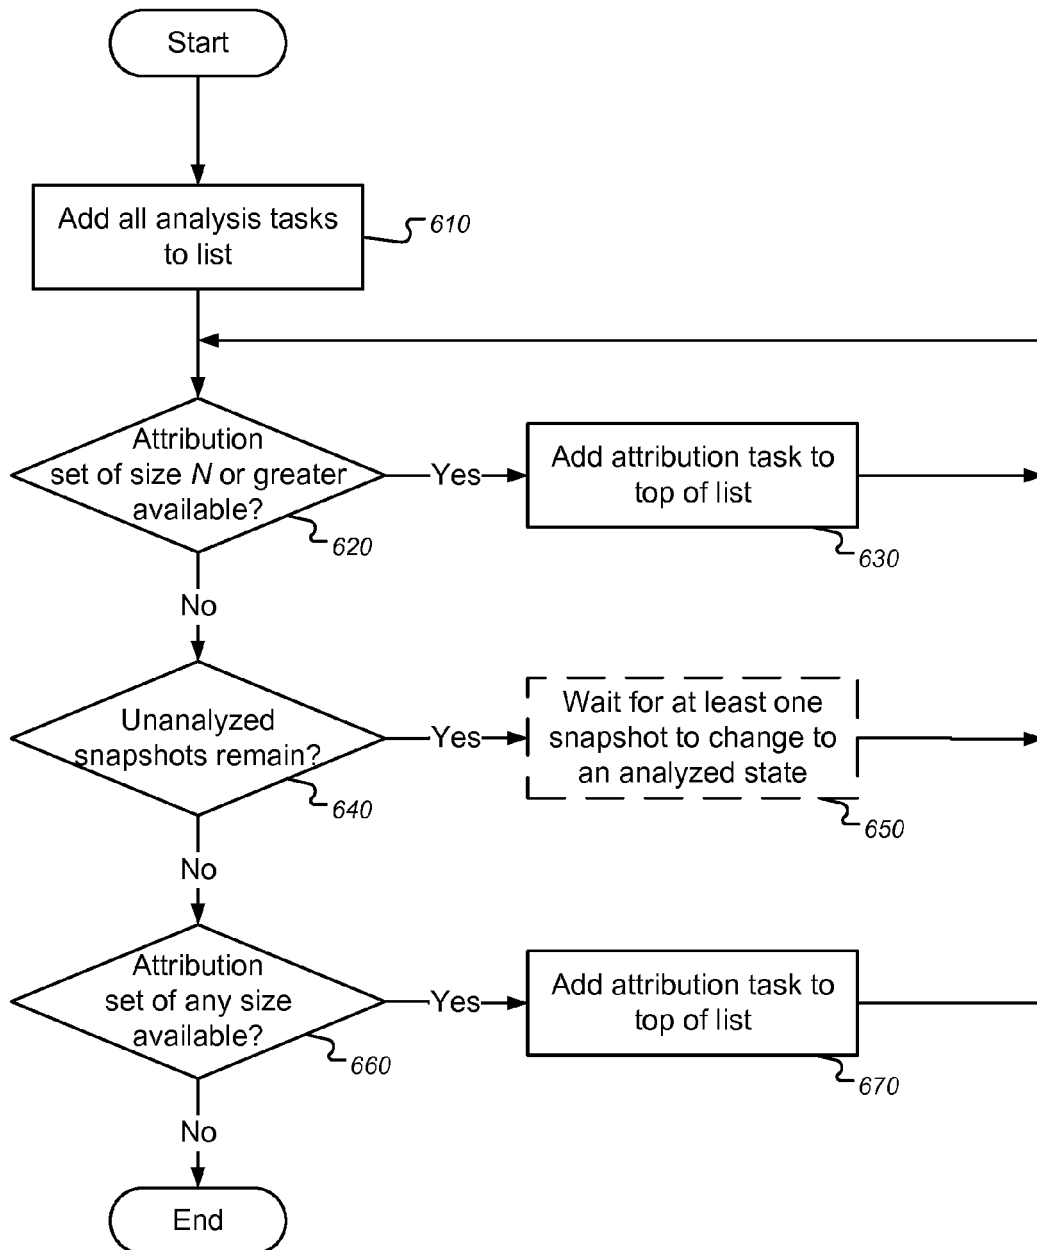 Start
Add all analysis tasks
to list
610
Attribution
set of size N or greater
available?
620
Yes
Add attribution task to
top of list
630
No
Unanalyzed
snapshots remain?
640
Yes
Wait for at least one
snapshot to change to
an analyzed state
650
No
Attribution
set of any size
available?
660
Yes
Add attribution task to
top of list
670
No
End